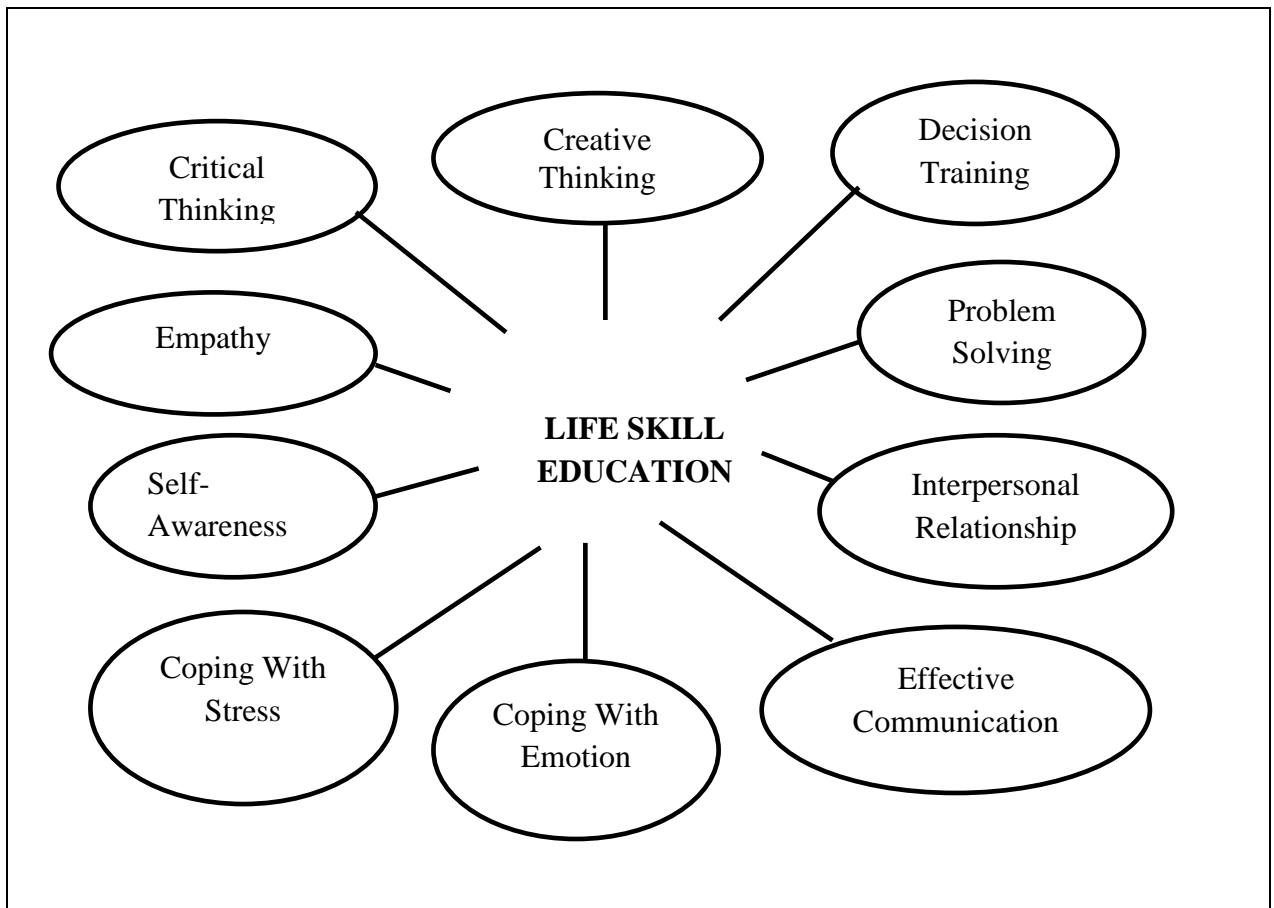 Critical
Thinking
Creative
Thinking
Decision
Training
Empathy
Problem
Solving
LIFE SKILL
EDUCATION
Self-
Awareness
Interpersonal
Relationship
Coping With
Stress
Coping With
Emotion
Effective
Communication